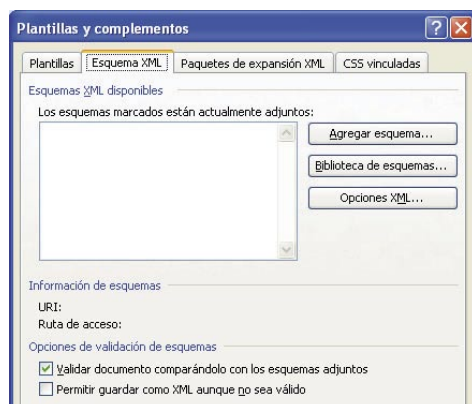 Plantillas y complementos
Plantillas Esquema XML Paquetes de expansión XML CSS vinculadas
Esquemas XML disponibles
Los esquemas marcados están actualmente adjuntos:
Agregar esquema...
Biblioteca de esquemas...
Opciones XML...
Información de esquemas
URI:
Ruta de acceso:
Opciones de validación de esquemas
Validar documento comparándolo con los esquemas adjuntos
Permitir guardar como XML aunque no sea válido